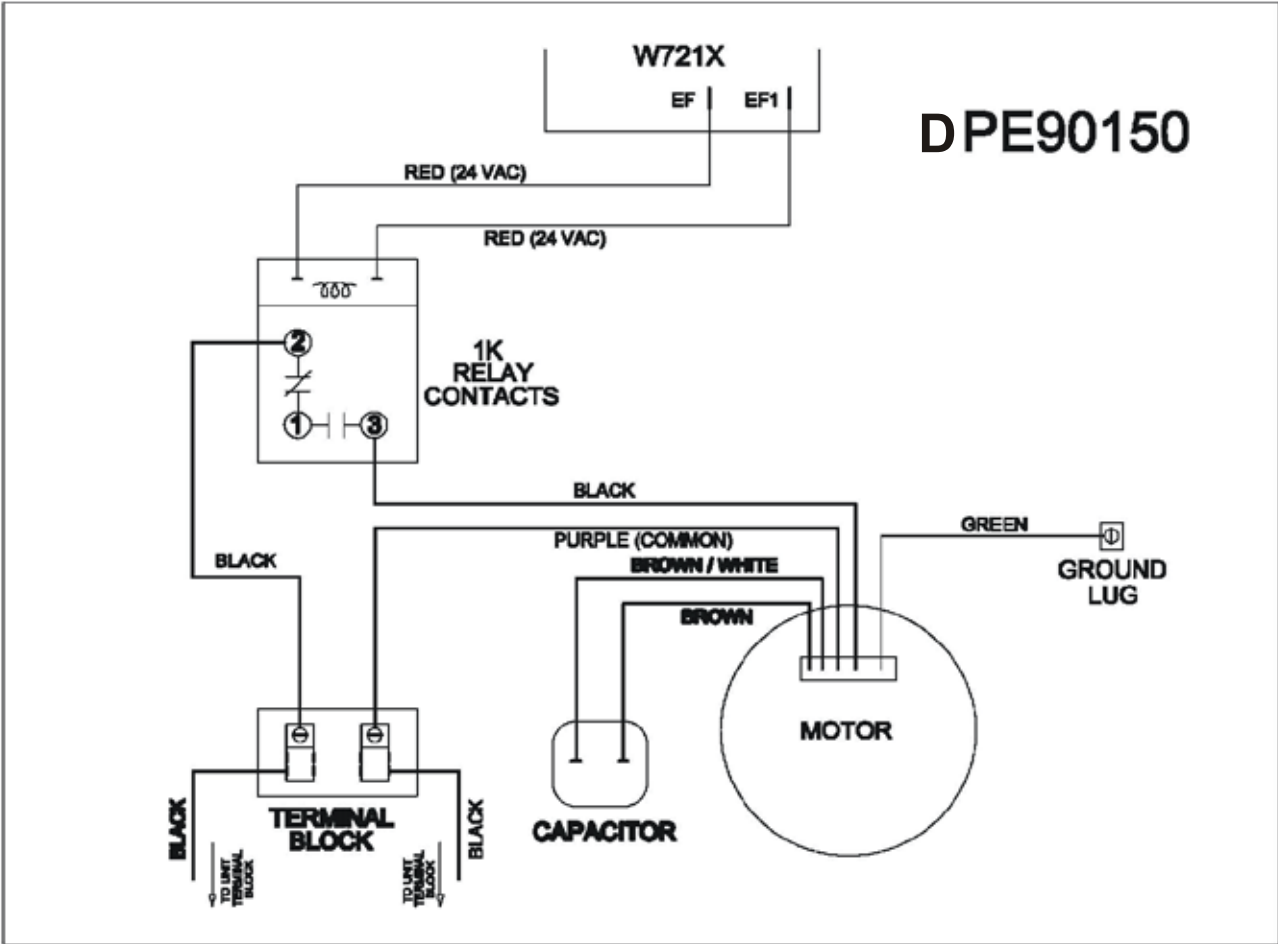 W721X
EF
EF1
DPE90150
RED (24 VAC)
RED (24 VAC)
2
1
3
1K
RELAY
CONTACTS
BLACK
PURPLE (COMMON)
BROWN / WHITE
BROWN
GREEN
GROUND
LUG
BLACK
MOTOR
CAPACITOR
TERMINAL
BLOCK
BLACK
BLACK
TO UNIT
TERMINAL
BLOCK
TO UNIT
TERMINAL
BLOCK